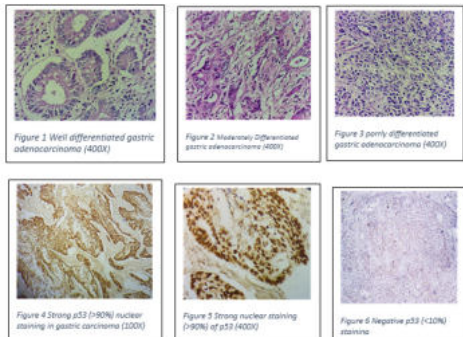 Figure 1 Well differentiated gastric
adenocarcinoma (400X)
Figure 2 Moderately Differentiated
gastric adenocarcinoma (400X)
Figure 3 porrly differentiated
gastric adenocarcinoma (400X)
Figure 4 Strong p53 (>90%) nuclear
staining in gastric carcinoma (100X)
Figure 5 Strong nuclear staining
(>90%) of p53 (400X)
Figure 6 Negative p53 (<10%)
staining